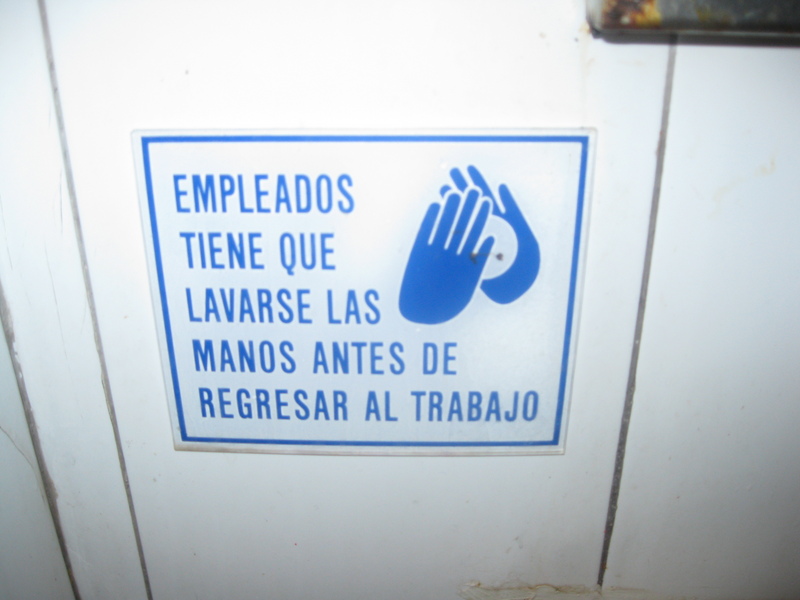 EMPLEADOS
TIENE QUE
LAVARSE LAS
MANOS ANTES DE
REGRESAR AL TRABAJO